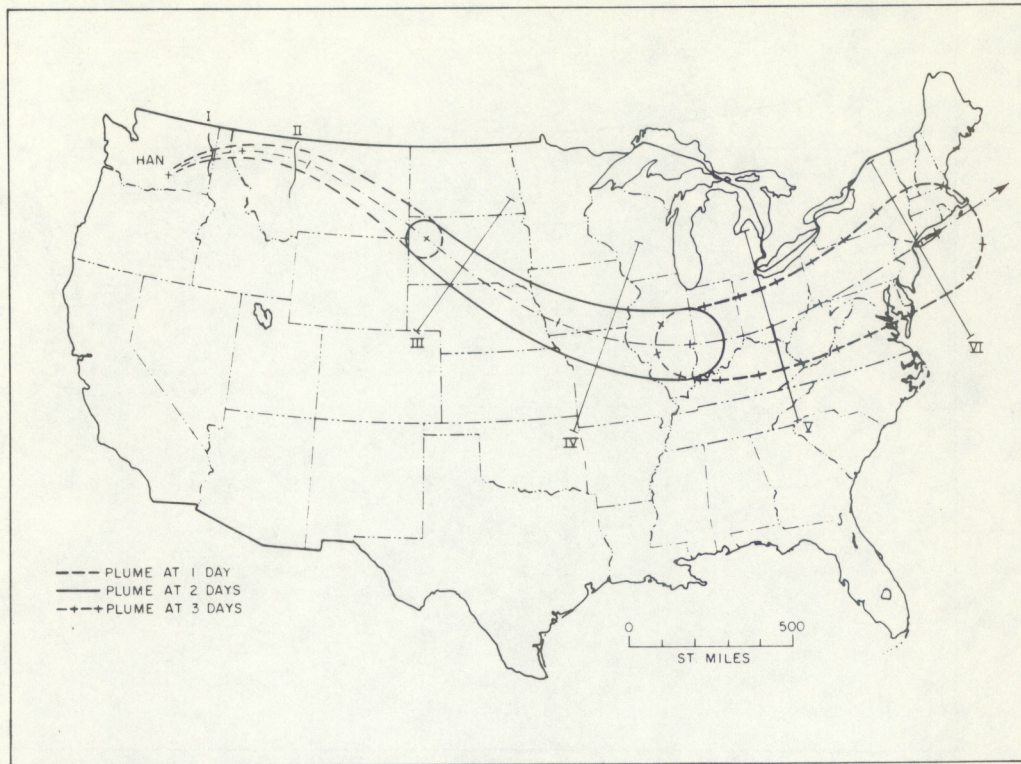 I
II
HAN
III
VI
IV
V
PLUME AT 1 DAY
PLUME AT 2 DAYS
PLUME AT 3 DAYS
0 500
ST. MILES